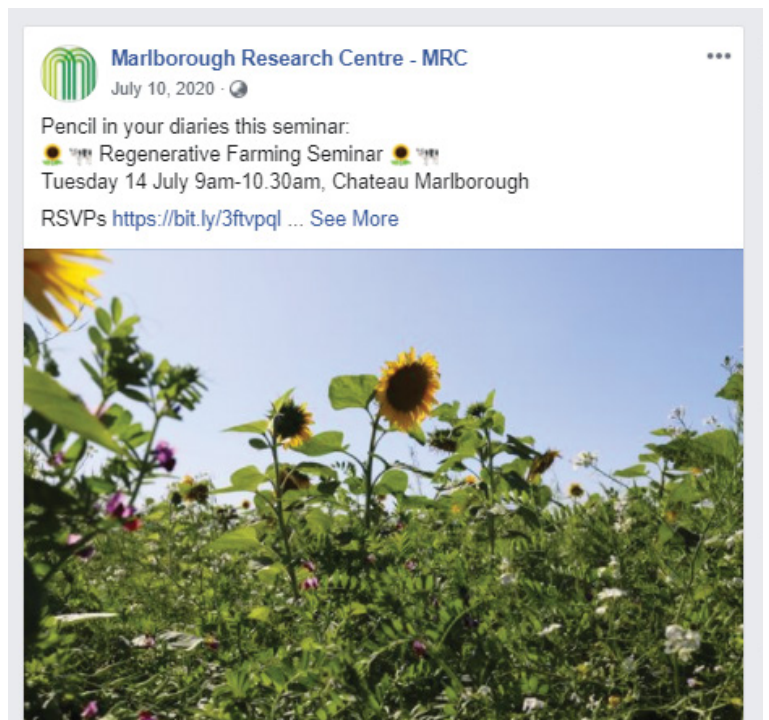 Marlborough Research Centre - MRC
July 10, 2020 ·
Pencil in your diaries this seminar:
🌻 🐄 Regenerative Farming Seminar 🌻 🐄
Tuesday 14 July 9am-10.30am, Chateau Marlborough
RSVPs https://bit.ly/3ftvpql ... See More